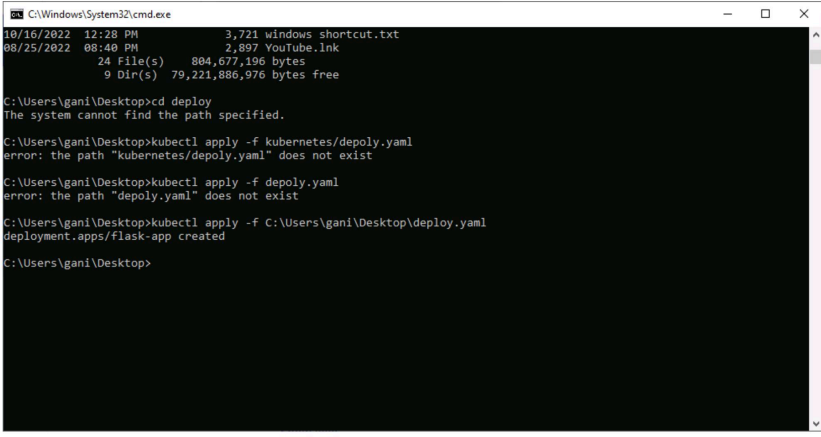 C:\Windows\System32\cmd.exe
10/16/2022 12:28 PM 3,721 windows shortcut.txt
08/25/2022 08:40 PM 2,897 YouTube.lnk
24 File(s) 804,677,196 bytes
9 Dir(s) 79,221,886,976 bytes free
C:\Users\gani\Desktop>cd deploy
The system cannot find the path specified.
C:\Users\gani\Desktop>kubectl apply -f kubernetes/depoly.yaml
error: the path "kubernetes/depoly.yaml" does not exist
C:\Users\gani\Desktop>kubectl apply -f depoly.yaml
error: the path "depoly.yaml" does not exist
C:\Users\gani\Desktop>kubectl apply -f C:\Users\gani\Desktop\deploy.yaml
deployment.apps/flask-app created
C:\Users\gani\Desktop>